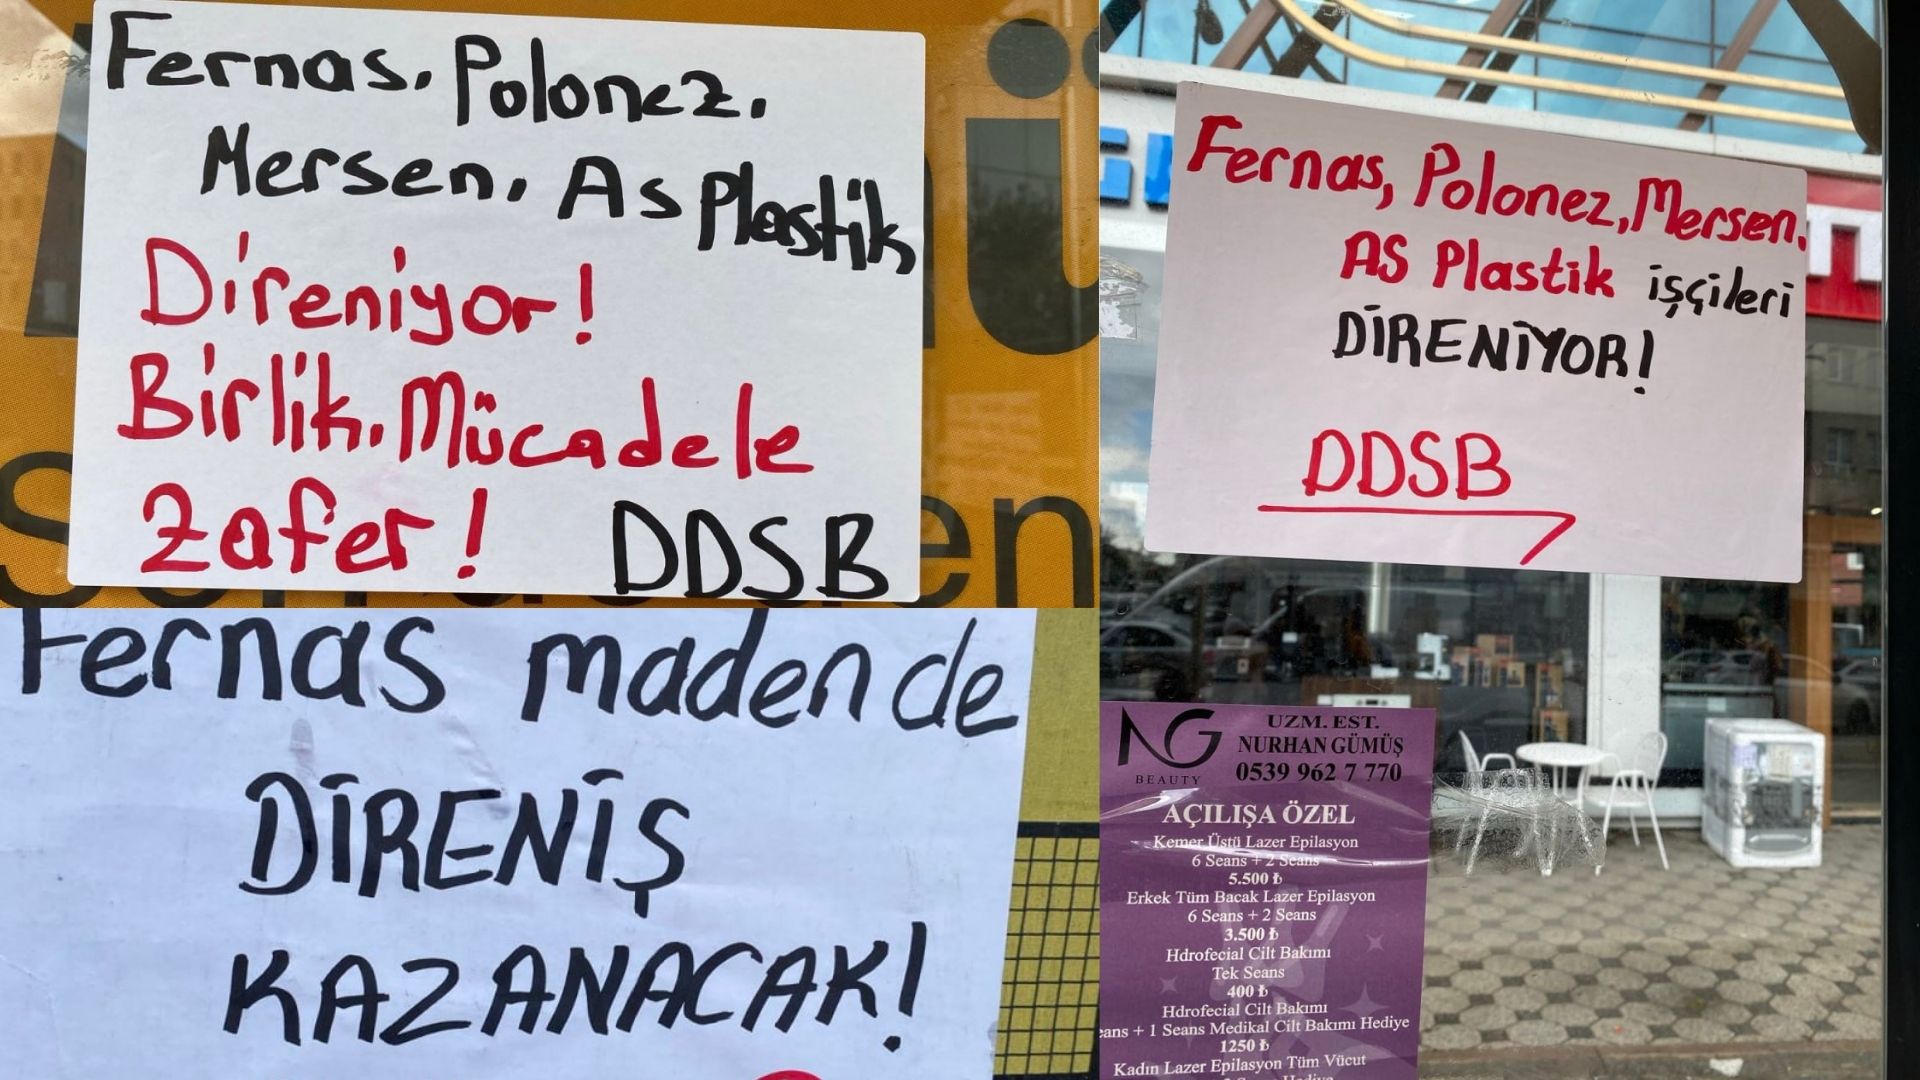 Fernas, Polonez,
Mersen, As Plastik
Direniyor!
Birlik, Mücadele
Zafer! DDSB
Fernas, Polonez, Mersen,
AS Plastik işçileri
DİRENİYOR!
DDSB
Fernas madende
DİRENİŞ
KAZANACAK!
NG
BEAUTY
UZM. EST.
NURHAN GÜMÜŞ
0539 962 7 770
AÇILIŞA ÖZEL
Kemer Üstü Lazer Epilasyon
6 Seans + 2 Seans
5.500 ₺
Erkek Tüm Bacak Lazer Epilasyon
6 Seans + 2 Seans
3.500 ₺
Hdrofecial Cilt Bakımı
Tek Seans
400 ₺
Hdrofecial Cilt Bakımı
eans + 1 Seans Medikal Cilt Bakımı Hediye
1250 ₺
Kadın Lazer Epilasyon Tüm Vücut